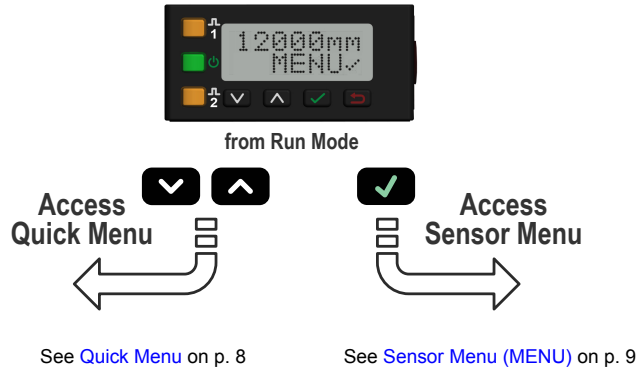 1
12000mm
MENU✓
2
from Run Mode
Access
Quick Menu
Access
Sensor Menu
See Quick Menu on p. 8
See Sensor Menu (MENU) on p. 9